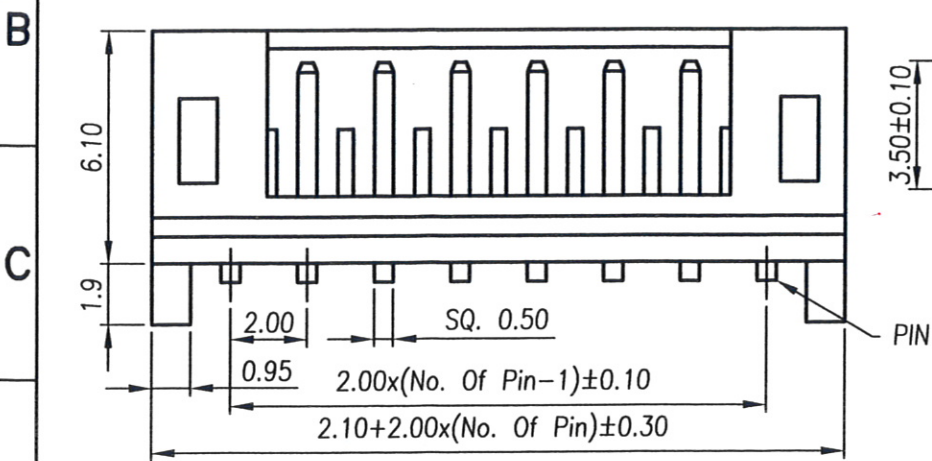 B
6.10
3.50±0.10
C
1.9
2.00
SQ. 0.50
PIN
0.95
2.00x(No. Of Pin-1)±0.10
2.10+2.00x(No. Of Pin)±0.30